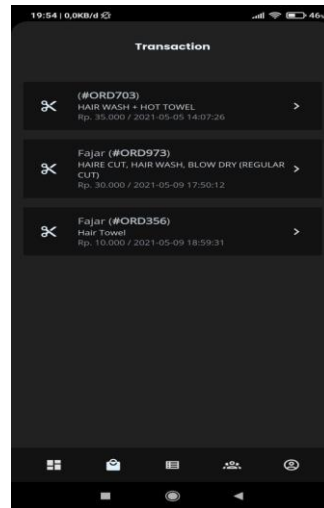 19:54 | 0,0KB/d
46%
Transaction
(#ORD703)
HAIR WASH + HOT TOWEL
Rp. 35.000 / 2021-05-05 14:07:26
Fajar (#ORD973)
HAIRE CUT, HAIR WASH, BLOW DRY (REGULAR
CUT)
Rp. 30.000 / 2021-05-09 17:50:12
Fajar (#ORD356)
Hair Towel
Rp. 10.000 / 2021-05-09 18:59:31